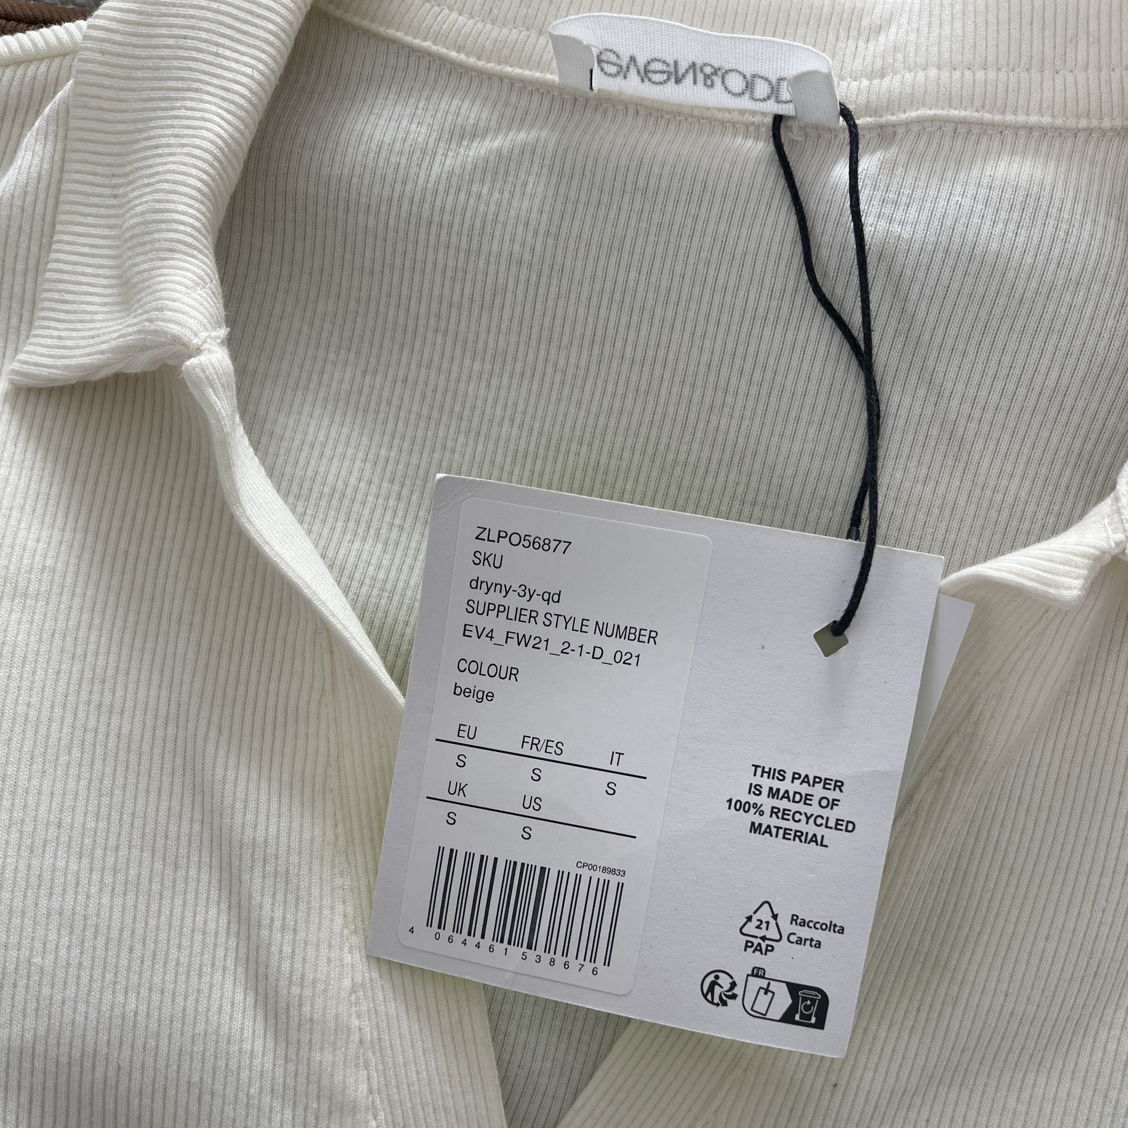 even&odd
ZLPO56877
SKU
dryny-3y-qd
SUPPLIER STYLE NUMBER
EV4_FW21_2-1-D_021
COLOUR
beige
EU FR/ES IT
S S S
UK US
S S
CP00189833
4 064461 538676
THIS PAPER
IS MADE OF
100% RECYCLED
MATERIAL
21
PAP
Raccolta
Carta
FR